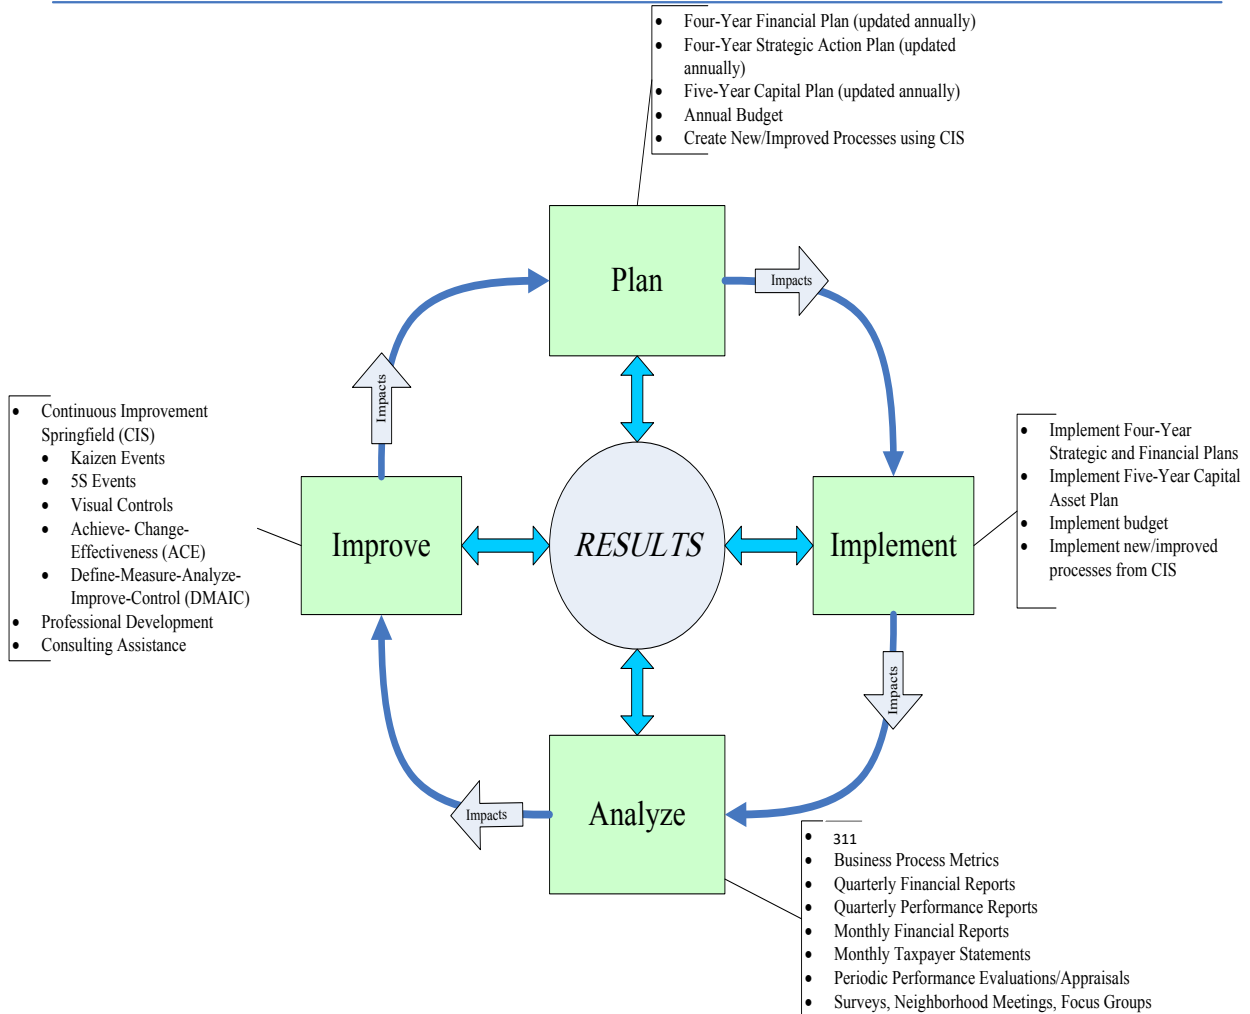 Four-Year Financial Plan (updated annually)
Four-Year Strategic Action Plan (updated
annually)
Five-Year Capital Plan (updated annually)
Annual Budget
Create New/Improved Processes using CIS
Plan
Impacts
Impacts
Continuous Improvement
Springfield (CIS)
Kaizen Events
5S Events
Visual Controls
Achieve- Change-
Effectiveness (ACE)
Define-Measure-Analyze-
Improve-Control (DMAIC)
Professional Development
Consulting Assistance
Improve
RESULTS
Implement
Implement Four-Year
Strategic and Financial Plans
Implement Five-Year Capital
Asset Plan
Implement budget
Implement new/improved
processes from CIS
Impacts
Impacts
Analyze
311
Business Process Metrics
Quarterly Financial Reports
Quarterly Performance Reports
Monthly Financial Reports
Monthly Taxpayer Statements
Periodic Performance Evaluations/Appraisals
Surveys, Neighborhood Meetings, Focus Groups